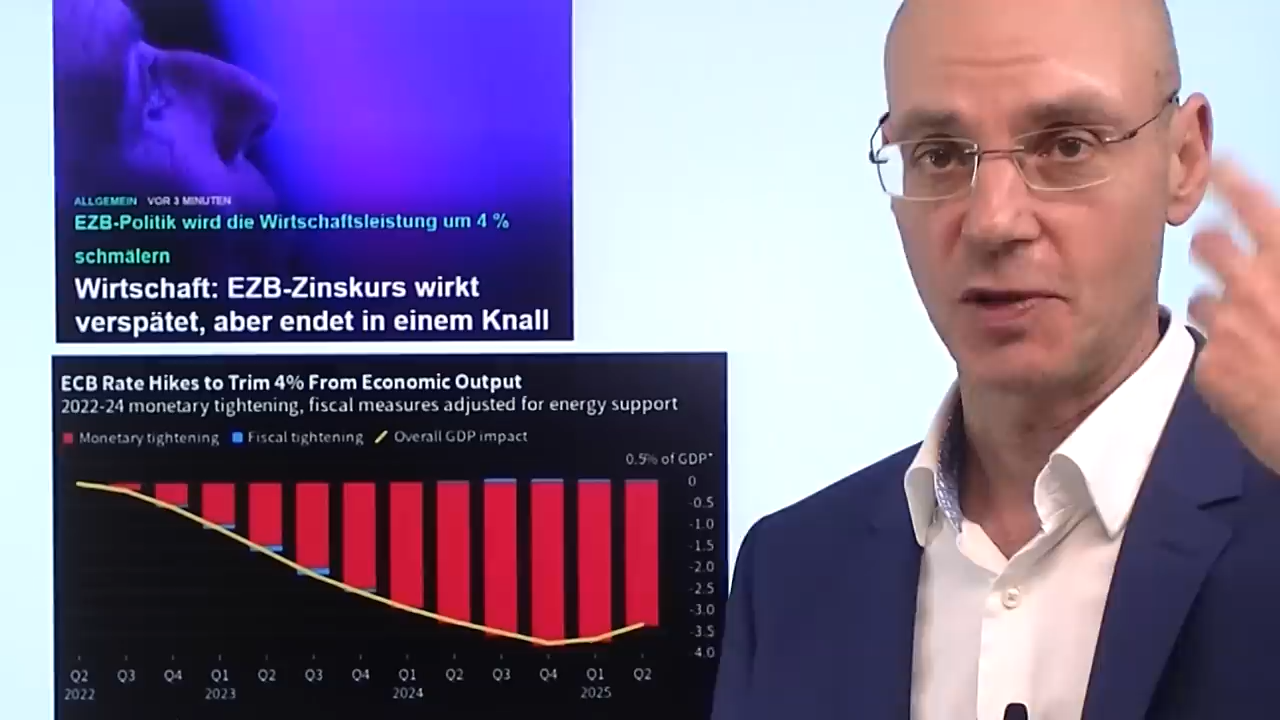 ALLGEMEIN VOR 3 MINUTEN
EZB-Politik wird die Wirtschaftsleistung um 4 %
schmälern
Wirtschaft: EZB-Zinskurs wirkt
verspätet, aber endet in einem Knall
ECB Rate Hikes to Trim 4% From Economic Output
2022-24 monetary tightening, fiscal measures adjusted for energy support
Monetary tightening Fiscal tightening Overall GDP impact
0.5% of GDP*
0
-0.5
-1.0
-1.5
-2.0
-2.5
-3.0
-3.5
-4.0
Q2 Q3 Q4 Q1 Q2 Q3 Q4 Q1 Q2 Q3 Q4 Q1 Q2
2022 2023 2024 2025